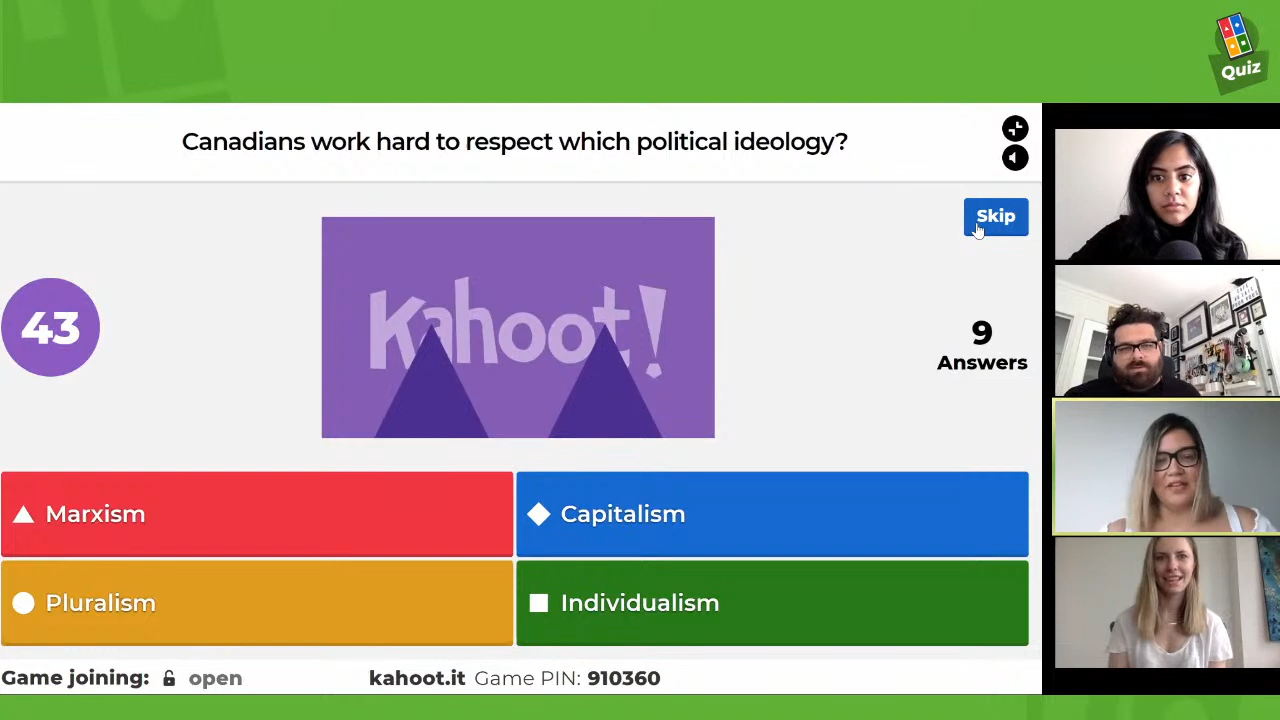 Quiz
Canadians work hard to respect which political ideology?
Skip
43
Kahoot!
9
Answers
Marxism
Capitalism
Pluralism
Individualism
Game joining: open
kahoot.it Game PIN: 910360